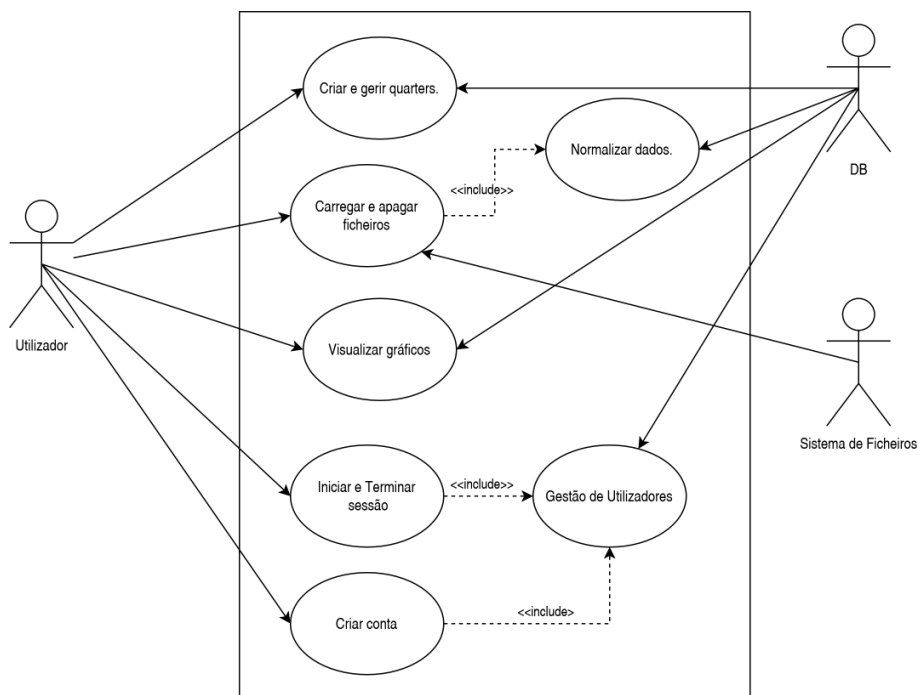 Criar e gerir quarters.
Normalizar dados.
DB
<<include>>
Carregar e apagar
ficheiros
Utilizador
Visualizar gráficos
Sistema de Ficheiros
Iniciar e Terminar
sessão
<<include>>
Gestão de Utilizadores
<<include>
Criar conta